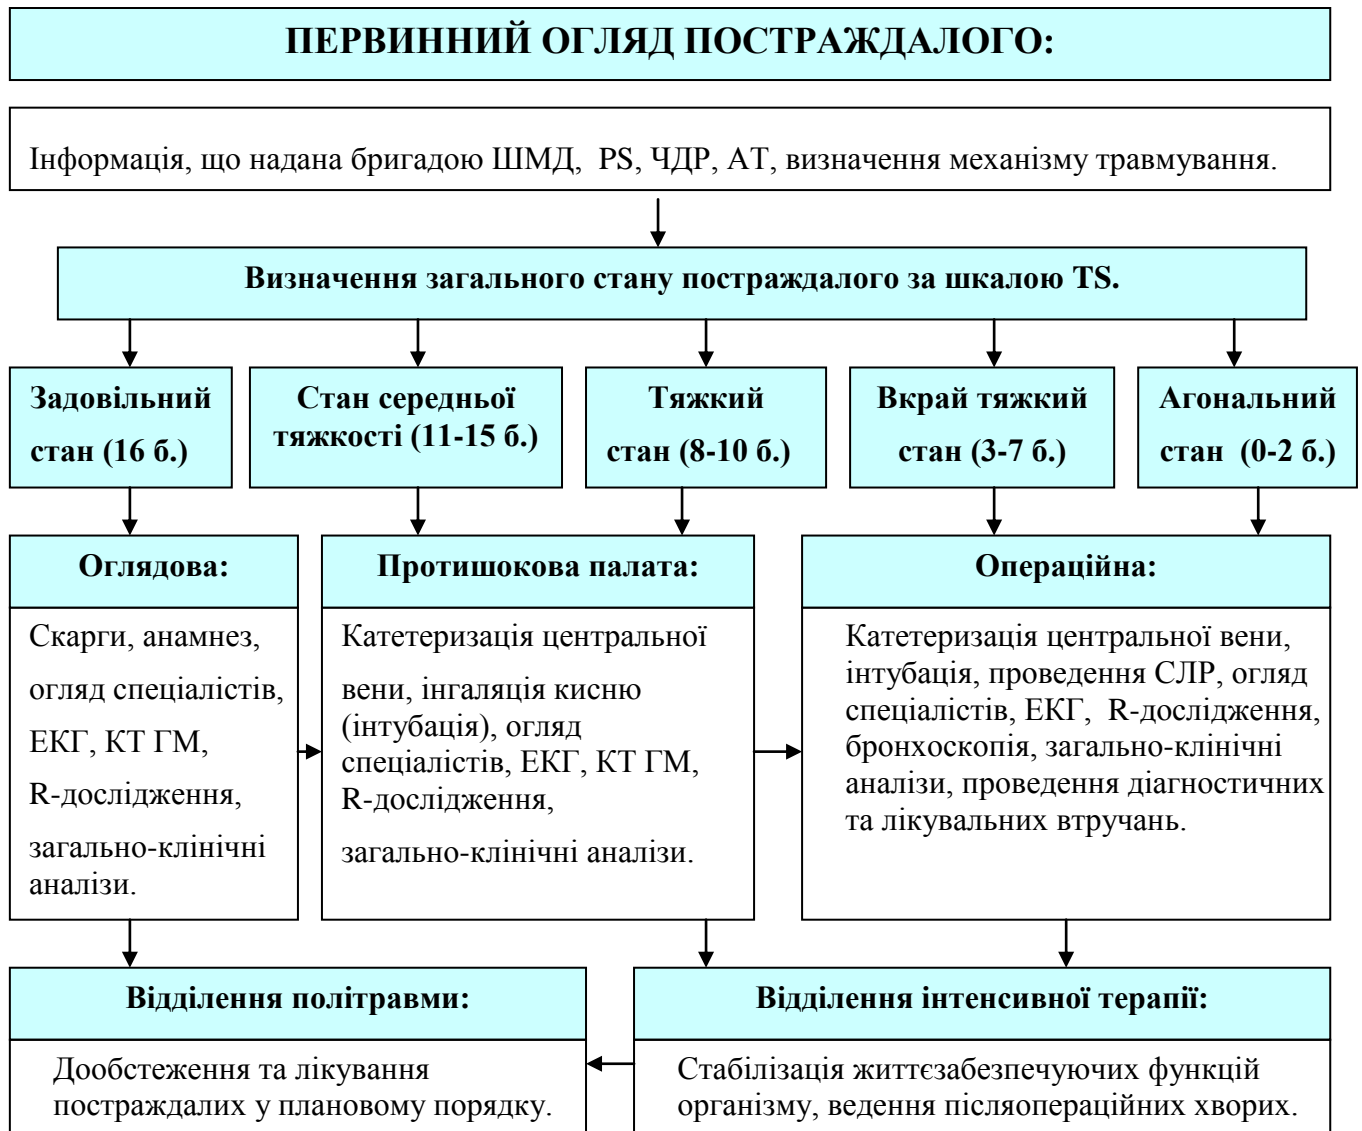 ПЕРВИННИЙ ОГЛЯД ПОСТРАЖДАЛОГО:
Інформація, що надана бригадою ШМД, PS, ЧДР, АТ, визначення механізму травмування.
Визначення загального стану постраждалого за шкалою TS.
Задовільний
стан (16 б.)
Стан середньої
тяжкості (11-15 б.)
Тяжкий
стан (8-10 б.)
Вкрай тяжкий
стан (3-7 б.)
Агональний
стан (0-2 б.)
Оглядова:
Скарги, анамнез,
огляд спеціалістів,
ЕКГ, КТ ГМ,
R-дослідження,
загально-клінічні
аналізи.
Протишокова палата:
Катетеризація центральної
вени, інгаляція кисню
(інтубація), огляд
спеціалістів, ЕКГ, КТ ГМ,
R-дослідження,
загально-клінічні аналізи.
Операційна:
Катетеризація центральної вени,
інтубація, проведення СЛР, огляд
спеціалістів, ЕКГ, R-дослідження,
бронхоскопія, загально-клінічні
аналізи, проведення діагностичних
та лікувальних втручань.
Відділення політравми:
Дообстеження та лікування
постраждалих у плановому порядку.
Відділення інтенсивної терапії:
Стабілізація життєзабезпечуючих функцій
організму, ведення післяопераційних хворих.